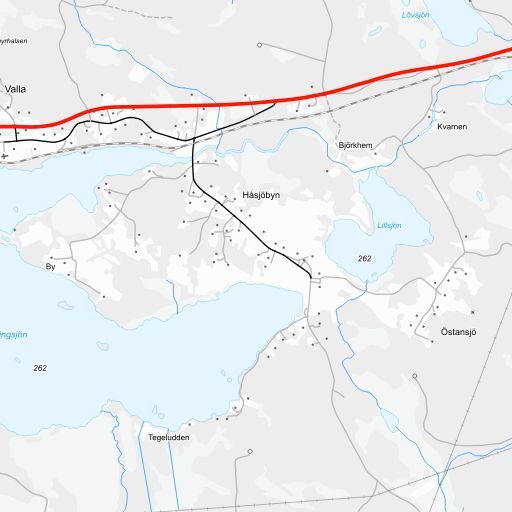 Lövsjön
Valla
Kvarnen
Björkhem
Håsjöbyn
Lillsjön
262
By
Östansjö
262
Tegeludden